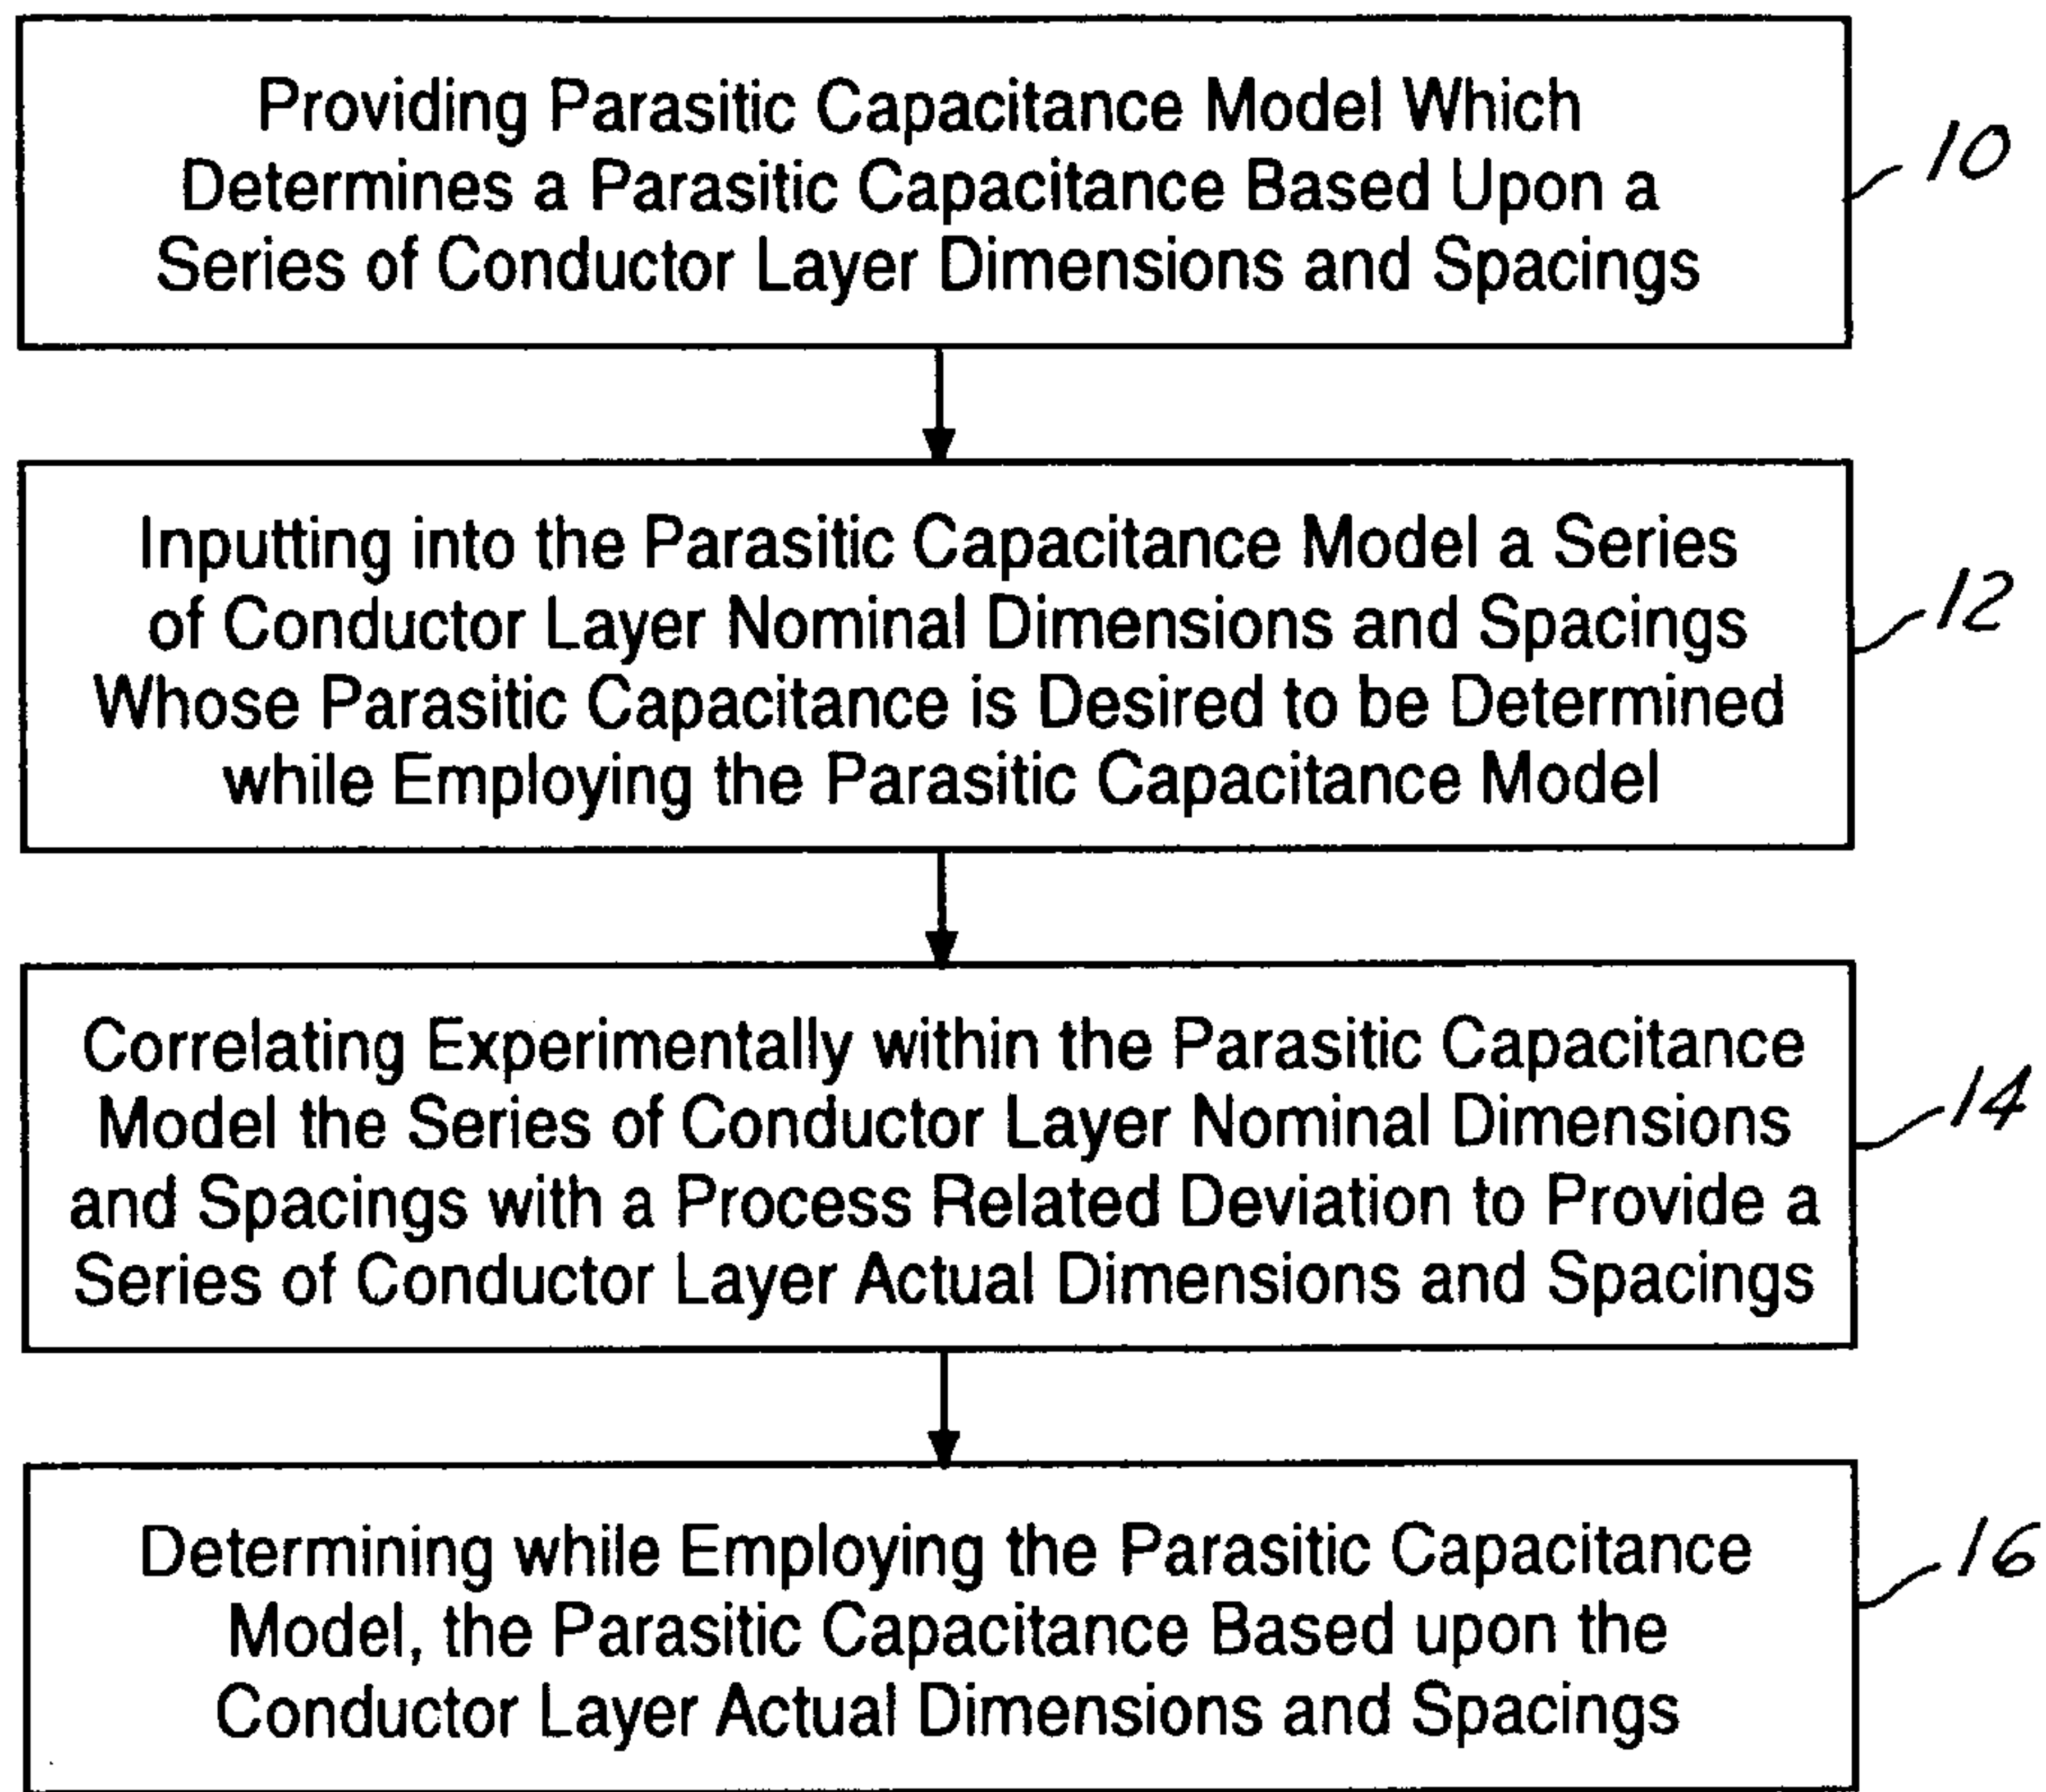 Providing Parasitic Capacitance Model Which
Determines a Parasitic Capacitance Based Upon a
Series of Conductor Layer Dimensions and Spacings
10
Inputting into the Parasitic Capacitance Model a Series
of Conductor Layer Nominal Dimensions and Spacings
Whose Parasitic Capacitance is Desired to be Determined
while Employing the Parasitic Capacitance Model
12
Correlating Experimentally within the Parasitic Capacitance
Model the Series of Conductor Layer Nominal Dimensions
and Spacings with a Process Related Deviation to Provide a
Series of Conductor Layer Actual Dimensions and Spacings
14
Determining while Employing the Parasitic Capacitance
Model, the Parasitic Capacitance Based upon the
Conductor Layer Actual Dimensions and Spacings
16